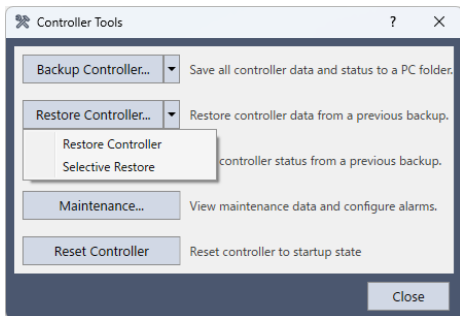 Controller Tools
?
Backup Controller...
Save all controller data and status to a PC folder.
Restore Controller...
Restore controller data from a previous backup.
Restore Controller
Selective Restore
controller status from a previous backup.
Maintenance...
View maintenance data and configure alarms.
Reset Controller
Reset controller to startup state
Close